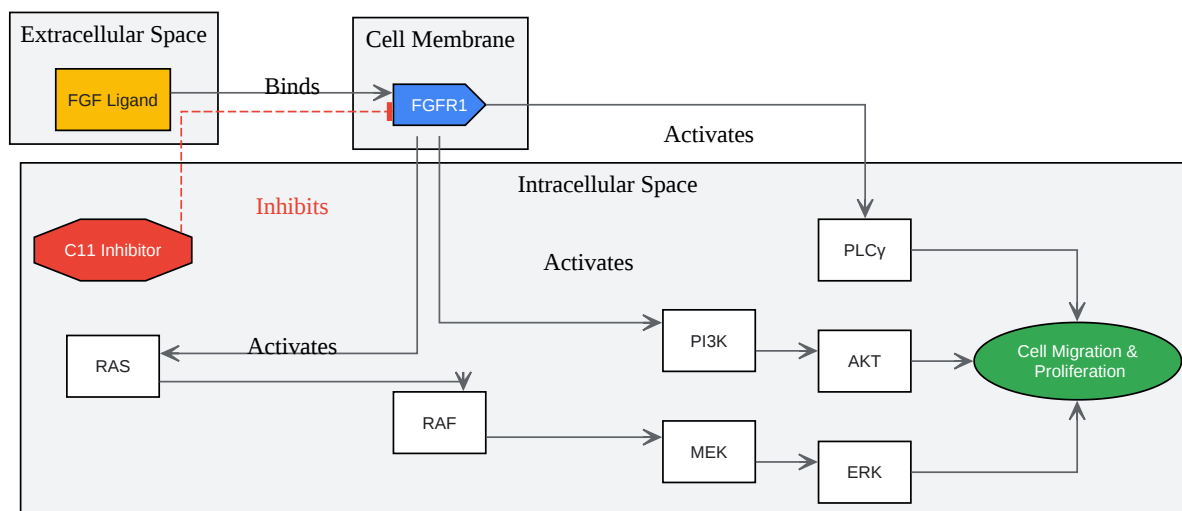 Extracellular Space
Cell Membrane
FGF Ligand
Binds
FGFR1
Activates
Intracellular Space
Inhibits
C11 Inhibitor
PLCγ
Activates
Activates
PI3K
RAS
AKT
Cell Migration &
Proliferation
RAF
MEK
ERK